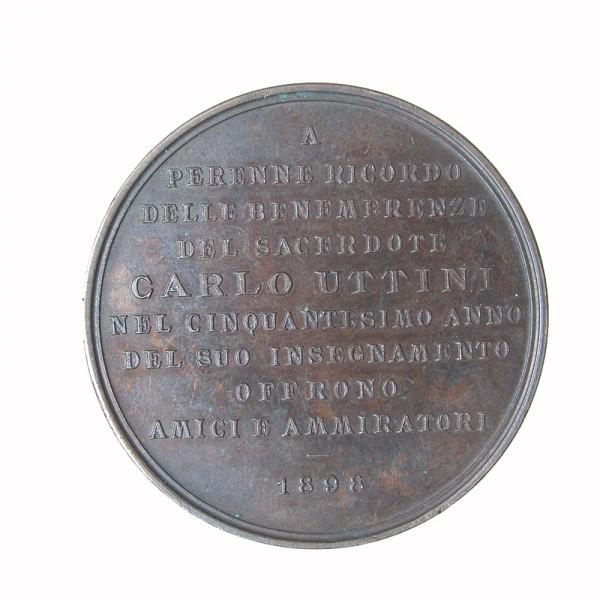 A
PERENNE RICORDO
DELLE BENEMERENZE
DEL SACERDOTE
CARLO UTTINI
NEL CINQUANTESIMO ANNO
DEL SUO INSEGNAMENTO
OFFRONO
AMICI E AMMIRATORI
—
1898